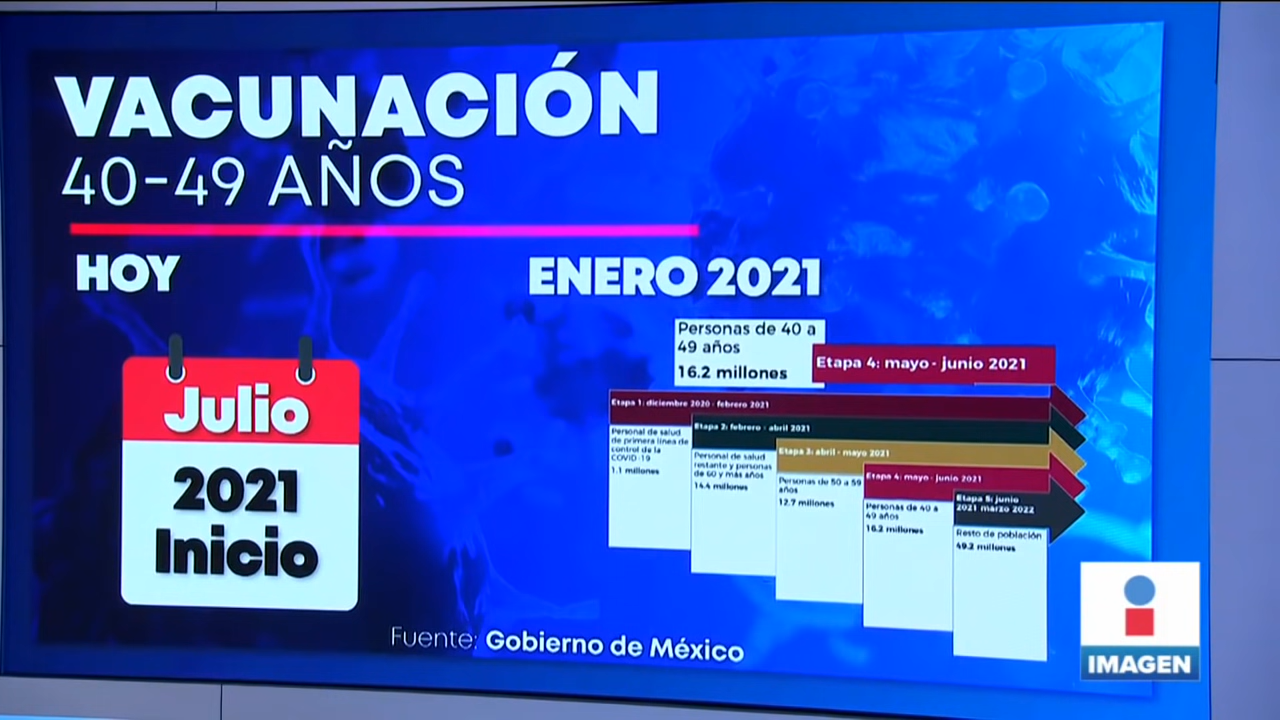 VACUNACIÓN
40-49 AÑOS
HOY
ENERO 2021
Julio
2021
Inicio
Personas de 40 a
49 años
16.2 millones
Etapa 4: mayo - junio 2021
Etapa 1: diciembre 2020 - febrero 2021
Personal de salud
de primera línea de
control de la
COVID-19
1.1 millones
Etapa 2: febrero - abril 2021
Personal de salud
restante y personas
de 60 y más años
14.4 millones
Etapa 3: abril - mayo 2021
Personas de 50 a 59
años
12.7 millones
Etapa 4: mayo - junio 2021
Personas de 40 a
49 años
16.2 millones
Etapa 5: junio
2021 marzo 2022
Resto de población
49.2 millones
Fuente: Gobierno de México
IMAGEN